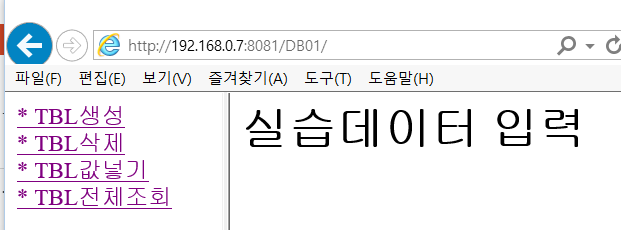 http://192.168.0.7:8081/DB01/
파일(F) 편집(E) 보기(V) 즐겨찾기(A) 도구(T) 도움말(H)
* TBL생성
* TBL삭제
* TBL값넣기
* TBL전체조회
실습데이터 입력